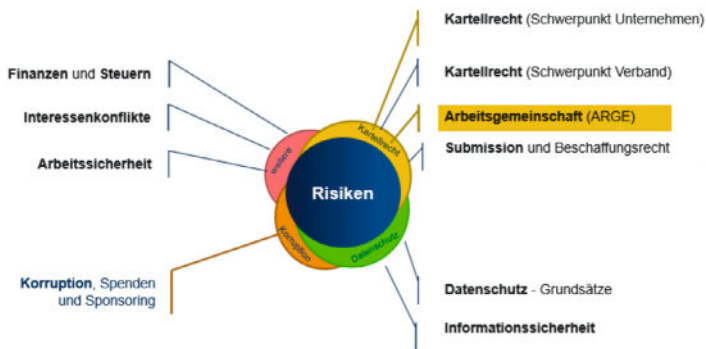 Kartellrecht (Schwerpunkt Unternehmen)
Finanzen und Steuern
Kartellrecht (Schwerpunkt Verband)
Interessenkonflikte
Arbeitsgemeinschaft (ARGE)
Arbeitssicherheit
Submission und Beschaffungsrecht
weitere
Kartellrecht
Risiken
Korruption
Datenschutz
Korruption, Spenden
und Sponsoring
Datenschutz - Grundsätze
Informationssicherheit